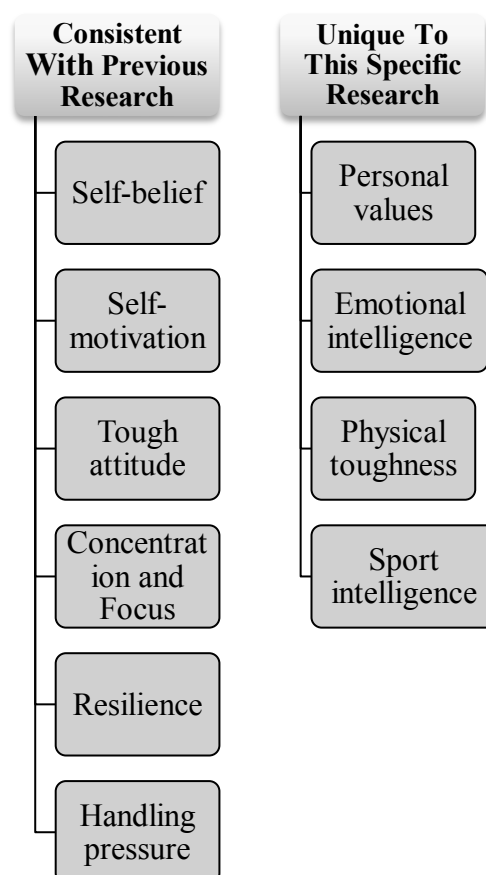 Consistent
With Previous
Research
Self-belief
Self-
motivation
Tough
attitude
Concentrat
ion and
Focus
Resilience
Handling
pressure
Unique To
This Specific
Research
Personal
values
Emotional
intelligence
Physical
toughness
Sport
intelligence